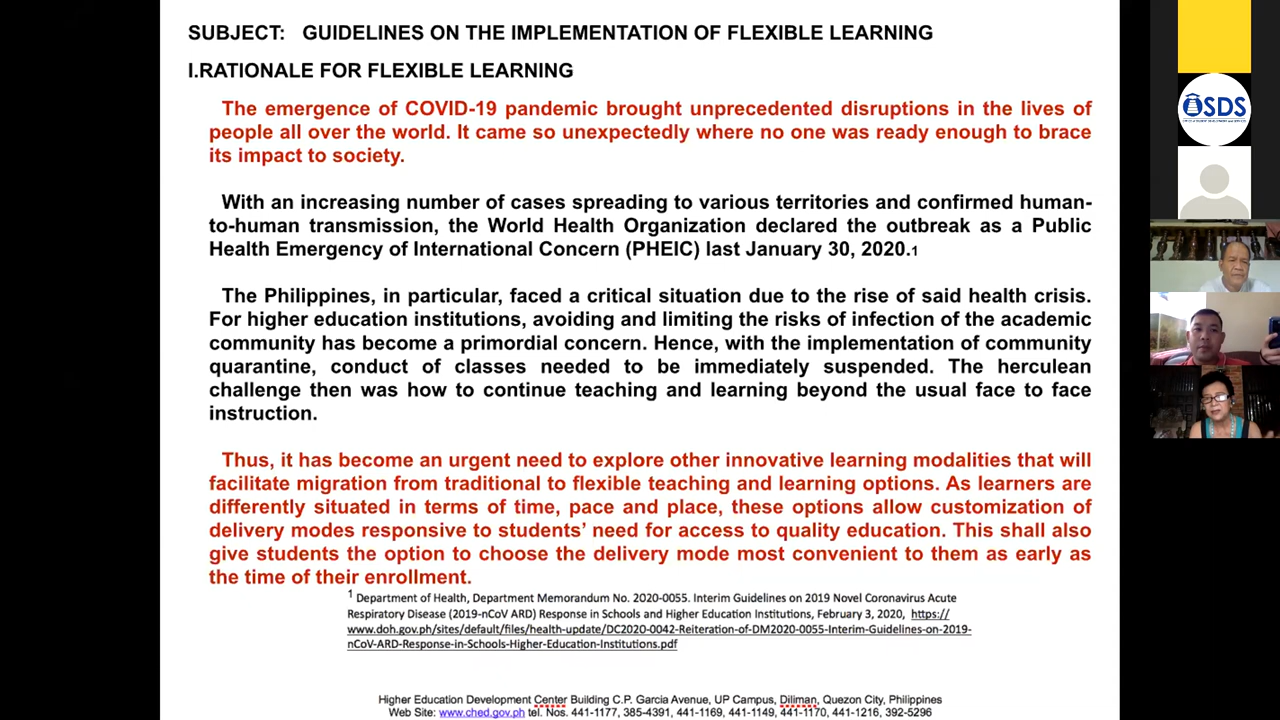 SUBJECT: GUIDELINES ON THE IMPLEMENTATION OF FLEXIBLE LEARNING
I.RATIONALE FOR FLEXIBLE LEARNING
The emergence of COVID-19 pandemic brought unprecedented disruptions in the lives of
people all over the world. It came so unexpectedly where no one was ready enough to brace
its impact to society.
With an increasing number of cases spreading to various territories and confirmed human-
to-human transmission, the World Health Organization declared the outbreak as a Public
Health Emergency of International Concern (PHEIC) last January 30, 2020.1
The Philippines, in particular, faced a critical situation due to the rise of said health crisis.
For higher education institutions, avoiding and limiting the risks of infection of the academic
community has become a primordial concern. Hence, with the implementation of community
quarantine, conduct of classes needed to be immediately suspended. The herculean
challenge then was how to continue teaching and learning beyond the usual face to face
instruction.
Thus, it has become an urgent need to explore other innovative learning modalities that will
facilitate migration from traditional to flexible teaching and learning options. As learners are
differently situated in terms of time, pace and place, these options allow customization of
delivery modes responsive to students’ need for access to quality education. This shall also
give students the option to choose the delivery mode most convenient to them as early as
the time of their enrollment.
1 Department of Health, Department Memorandum No. 2020-0055. Interim Guidelines on 2019 Novel Coronavirus Acute
Respiratory Disease (2019-nCoV ARD) Response in Schools and Higher Education Institutions, February 3, 2020, https://
www.doh.gov.ph/sites/default/files/health-update/DC2020-0042-Reiteration-of-DM2020-0055-Interim-Guidelines-on-2019-
nCoV-ARD-Response-in-Schools-Higher-Education-Institutions.pdf
Higher Education Development Center Building C.P. Garcia Avenue, UP Campus, Diliman, Quezon City, Philippines
Web Site: www.ched.gov.ph tel. Nos. 441-1177, 385-4391, 441-1169, 441-1149, 441-1170, 441-1216, 392-5296
OSDS